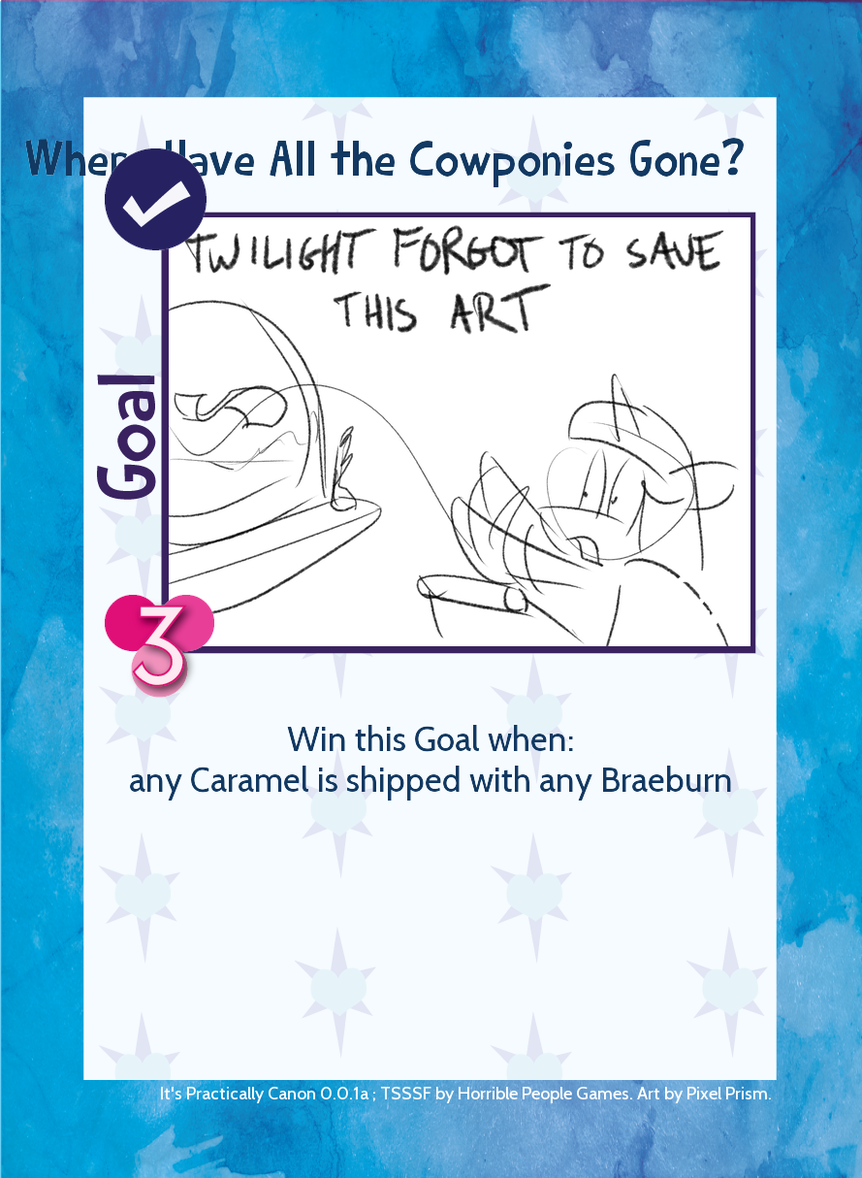 Where Have All the Cowponies Gone?
TWILIGHT FORGOT TO SAVE
THIS ART
Goal
3
Win this Goal when:
any Caramel is shipped with any Braeburn
It's Practically Canon 0.0.1a ; TSSSF by Horrible People Games. Art by Pixel Prism.